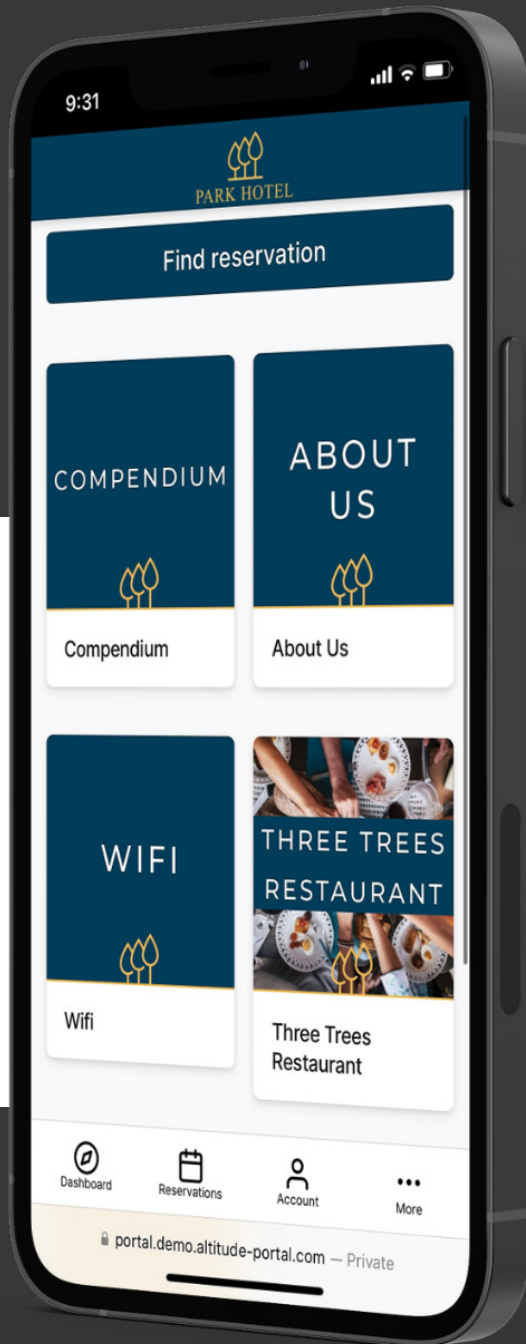 9:31
PARK HOTEL
Find reservation
COMPENDIUM
ABOUT
US
Compendium
About Us
WIFI
THREE TREES
RESTAURANT
Wifi
Three Trees
Restaurant
Dashboard
Reservations
Account
More
portal.demo.altitude-portal.com — Private